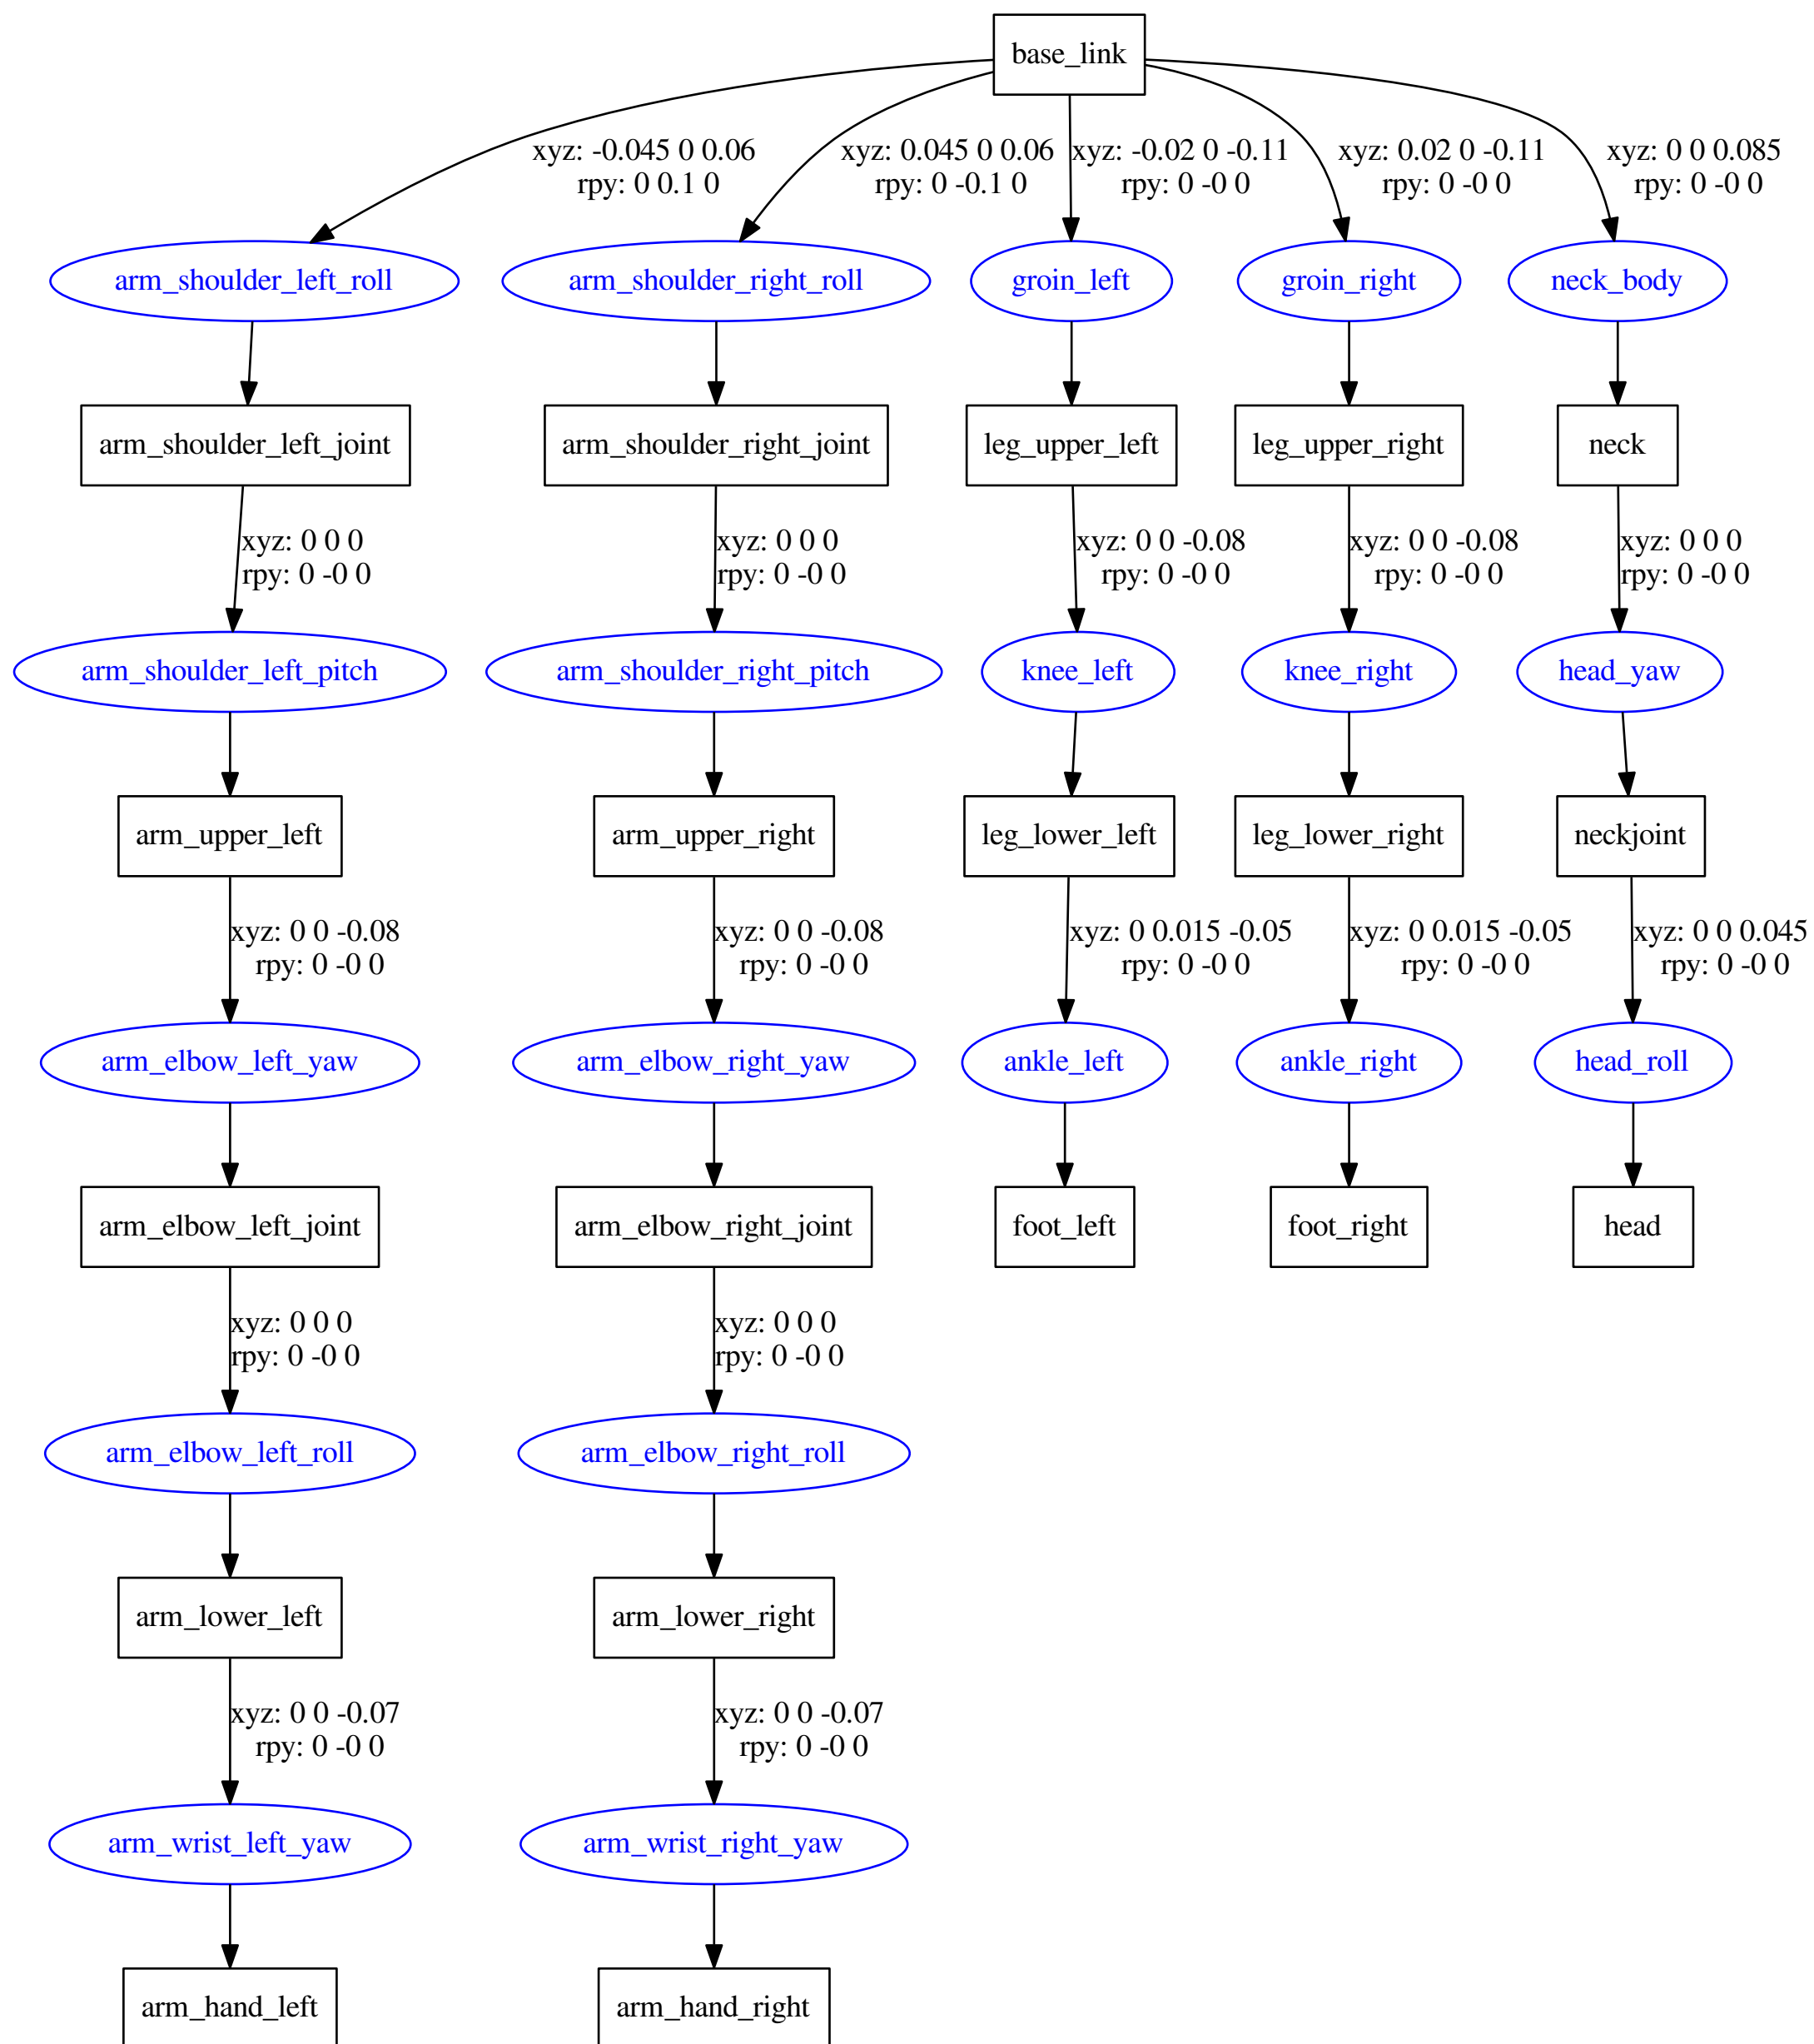 base_link
xyz: -0.045 0 0.06
rpy: 0 0.1 0
xyz: 0.045 0 0.06
rpy: 0 -0.1 0
xyz: -0.02 0 -0.11
rpy: 0 -0 0
xyz: 0.02 0 -0.11
rpy: 0 -0 0
xyz: 0 0 0.085
rpy: 0 -0 0
arm_shoulder_left_roll
arm_shoulder_right_roll
groin_left
groin_right
neck_body
arm_shoulder_left_joint
arm_shoulder_right_joint
leg_upper_left
leg_upper_right
neck
xyz: 0 0 0
rpy: 0 -0 0
xyz: 0 0 0
rpy: 0 -0 0
xyz: 0 0 -0.08
rpy: 0 -0 0
xyz: 0 0 -0.08
rpy: 0 -0 0
xyz: 0 0 0
rpy: 0 -0 0
arm_shoulder_left_pitch
arm_shoulder_right_pitch
knee_left
knee_right
head_yaw
arm_upper_left
arm_upper_right
leg_lower_left
leg_lower_right
neckjoint
xyz: 0 0 -0.08
rpy: 0 -0 0
xyz: 0 0 -0.08
rpy: 0 -0 0
xyz: 0 0.015 -0.05
rpy: 0 -0 0
xyz: 0 0.015 -0.05
rpy: 0 -0 0
xyz: 0 0 0.045
rpy: 0 -0 0
arm_elbow_left_yaw
arm_elbow_right_yaw
ankle_left
ankle_right
head_roll
arm_elbow_left_joint
arm_elbow_right_joint
foot_left
foot_right
head
xyz: 0 0 0
rpy: 0 -0 0
xyz: 0 0 0
rpy: 0 -0 0
arm_elbow_left_roll
arm_elbow_right_roll
arm_lower_left
arm_lower_right
xyz: 0 0 -0.07
rpy: 0 -0 0
xyz: 0 0 -0.07
rpy: 0 -0 0
arm_wrist_left_yaw
arm_wrist_right_yaw
arm_hand_left
arm_hand_right